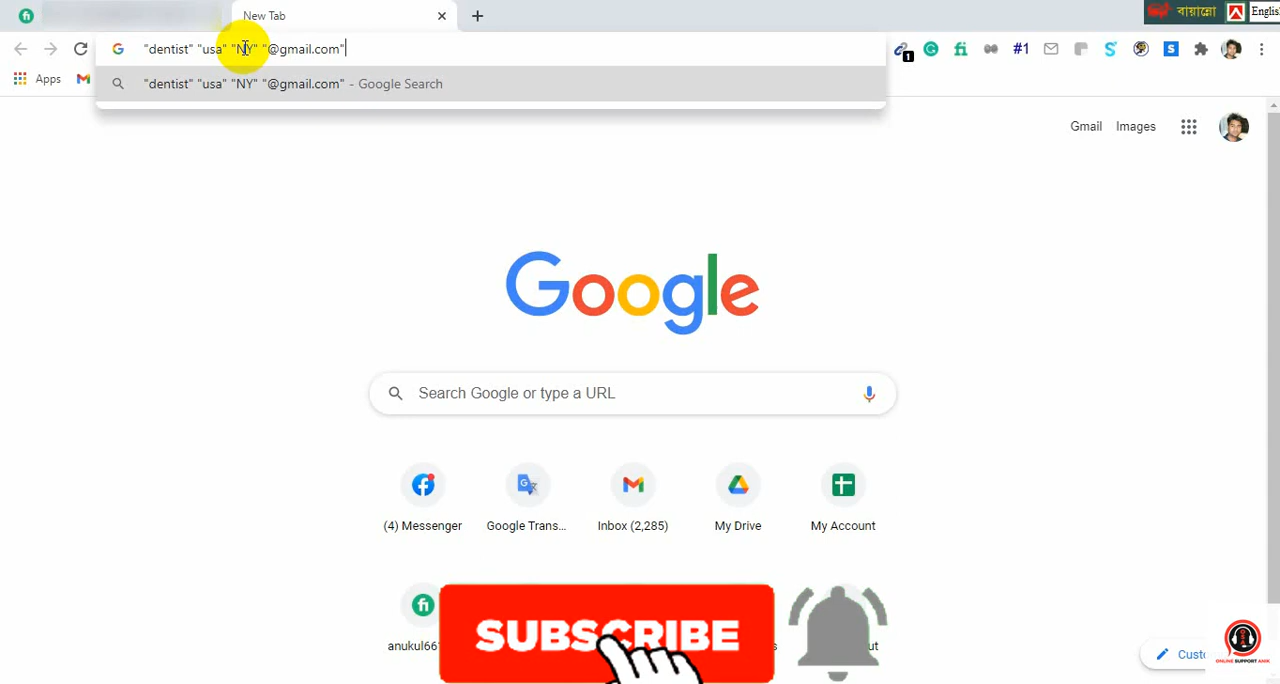 New Tab
বায়ান্নো
English
"dentist" "usa" "NY" "@gmail.com"
#1
1
"dentist" "usa" "NY" "@gmail.com" - Google Search
Apps
Gmail
Images
Google
Search Google or type a URL
(4) Messenger
Google Trans...
Inbox (2,285)
My Drive
My Account
SUBSCRIBE
ONLINE SUPPORT ANIK